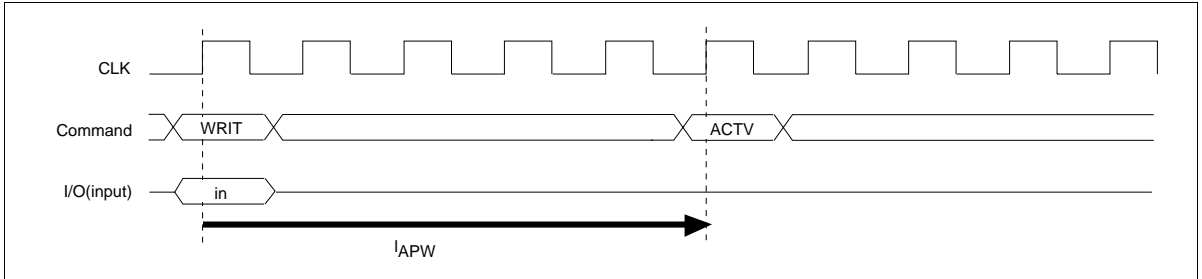 CLK
Command WRIT ACTV
I/O(input) in
lAPW